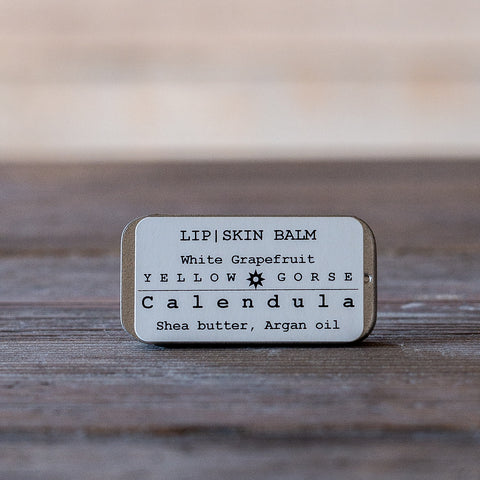 LIP|SKIN BALM
White Grapefruit
YELLOW GORSE
Calendula
Shea butter, Argan oil